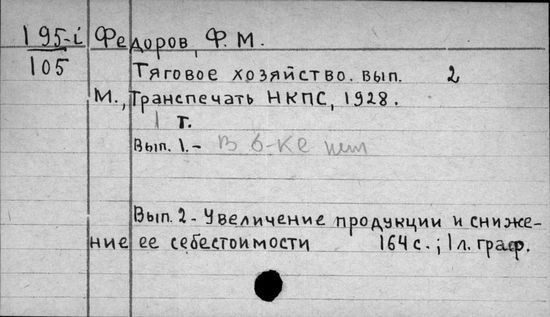 195-i Федоров, Ф. М.
105
Тяговое хозяйство. вып. 2
М., Транспечать НКПС, 1928.
1 т.
Вып. 1.- В б-ке нет
Вып. 2 - Увеличение продукции и сниже-
ние ее себестоимости 164 с.; 1 л. граф.